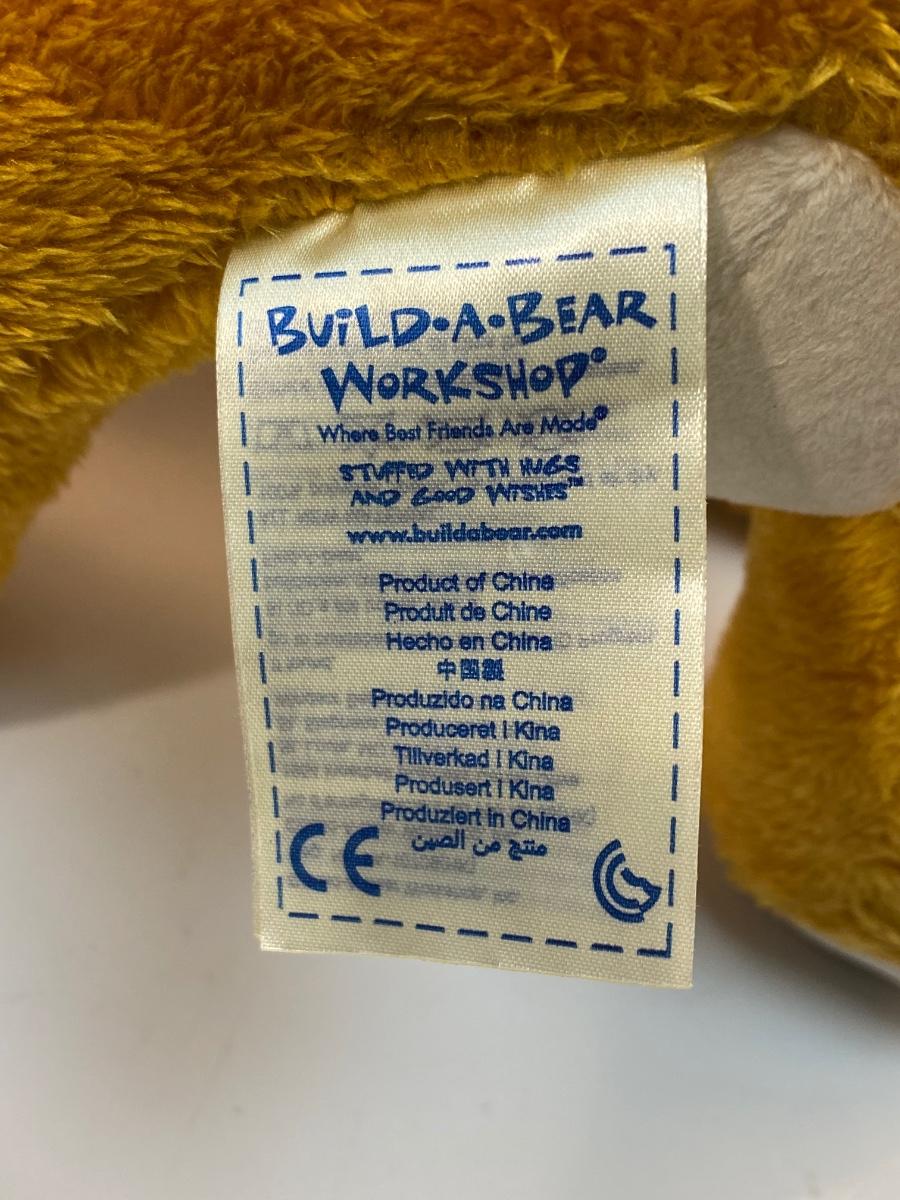 BUiLD•A•BEAR
WORKSHOP®
Where Best Friends Are Made®
STUFFED WITH HUGS
AND GOOD WISHES™
www.buildabear.com
Product of China
Produit de Chine
Hecho en China
中國製
Produzido na China
Produceret I Kina
Tillverkad I Kina
Produsert I Kina
Produziert in China
منتج من الصين
CE